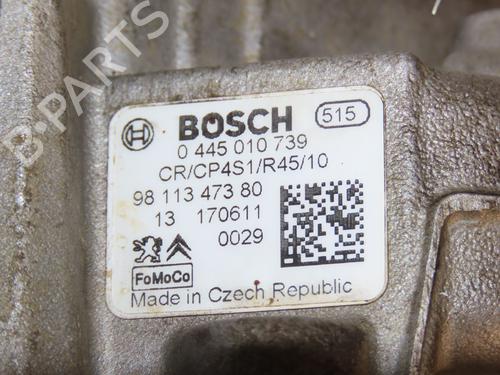 B-PARTS
BOSCH 515
0 445 010 739
CR/CP4S1/R45/10
98 113 473 80
13 170611
0029
FoMoCo
Made in Czech Republic